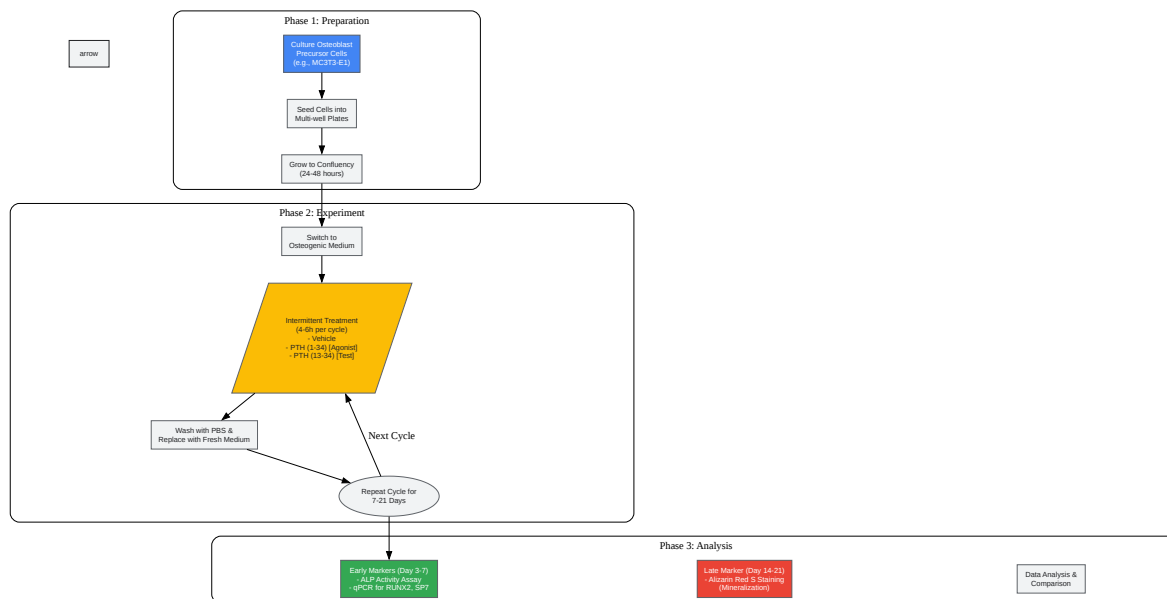 Phase 1: Preparation
arrow
Culture Osteoblast
Precursor Cells
(e.g., MC3T3-E1)
Seed Cells into
Multi-well Plates
Grow to Confluency
(24-48 hours)
Phase 2: Experiment
Switch to
Osteogenic Medium
Intermittent Treatment
(4-6h per cycle)
- Vehicle
- PTH (1-34) [Agonist]
- PTH (13-34) [Test]
Wash with PBS &
Replace with Fresh Medium
Next Cycle
Repeat Cycle for
7-21 Days
Phase 3: Analysis
Early Markers (Day 3-7)
- ALP Activity Assay
- qPCR for RUNX2, SP7
Late Marker (Day 14-21)
- Alizarin Red S Staining
(Mineralization)
Data Analysis &
Comparison